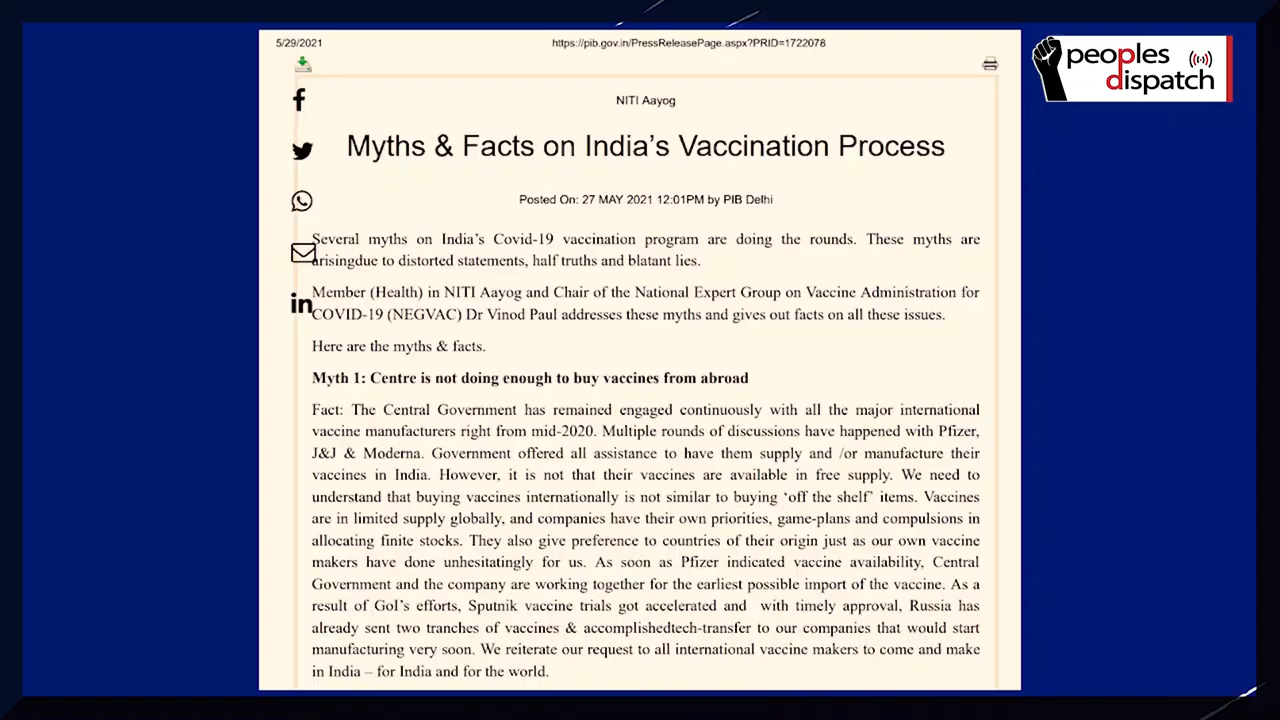 5/29/2021
https://pib.gov.in/PressReleasePage.aspx?PRID=1722078
peoples
dispatch
NITI Aayog
Myths & Facts on India's Vaccination Process
Posted On: 27 MAY 2021 12:01PM by PIB Delhi
Several myths on India's Covid-19 vaccination program are doing the rounds. These myths are
arisingdue to distorted statements, half truths and blatant lies.
Member (Health) in NITI Aayog and Chair of the National Expert Group on Vaccine Administration for
COVID-19 (NEGVAC) Dr Vinod Paul addresses these myths and gives out facts on all these issues.
Here are the myths & facts.
Myth 1: Centre is not doing enough to buy vaccines from abroad
Fact: The Central Government has remained engaged continuously with all the major international
vaccine manufacturers right from mid-2020. Multiple rounds of discussions have happened with Pfizer,
J&J & Moderna. Government offered all assistance to have them supply and /or manufacture their
vaccines in India. However, it is not that their vaccines are available in free supply. We need to
understand that buying vaccines internationally is not similar to buying 'off the shelf' items. Vaccines
are in limited supply globally, and companies have their own priorities, game-plans and compulsions in
allocating finite stocks. They also give preference to countries of their origin just as our own vaccine
makers have done unhesitatingly for us. As soon as Pfizer indicated vaccine availability, Central
Government and the company are working together for the earliest possible import of the vaccine. As a
result of GoI's efforts, Sputnik vaccine trials got accelerated and with timely approval, Russia has
already sent two tranches of vaccines & accomplishedtech-transfer to our companies that would start
manufacturing very soon. We reiterate our request to all international vaccine makers to come and make
in India – for India and for the world.